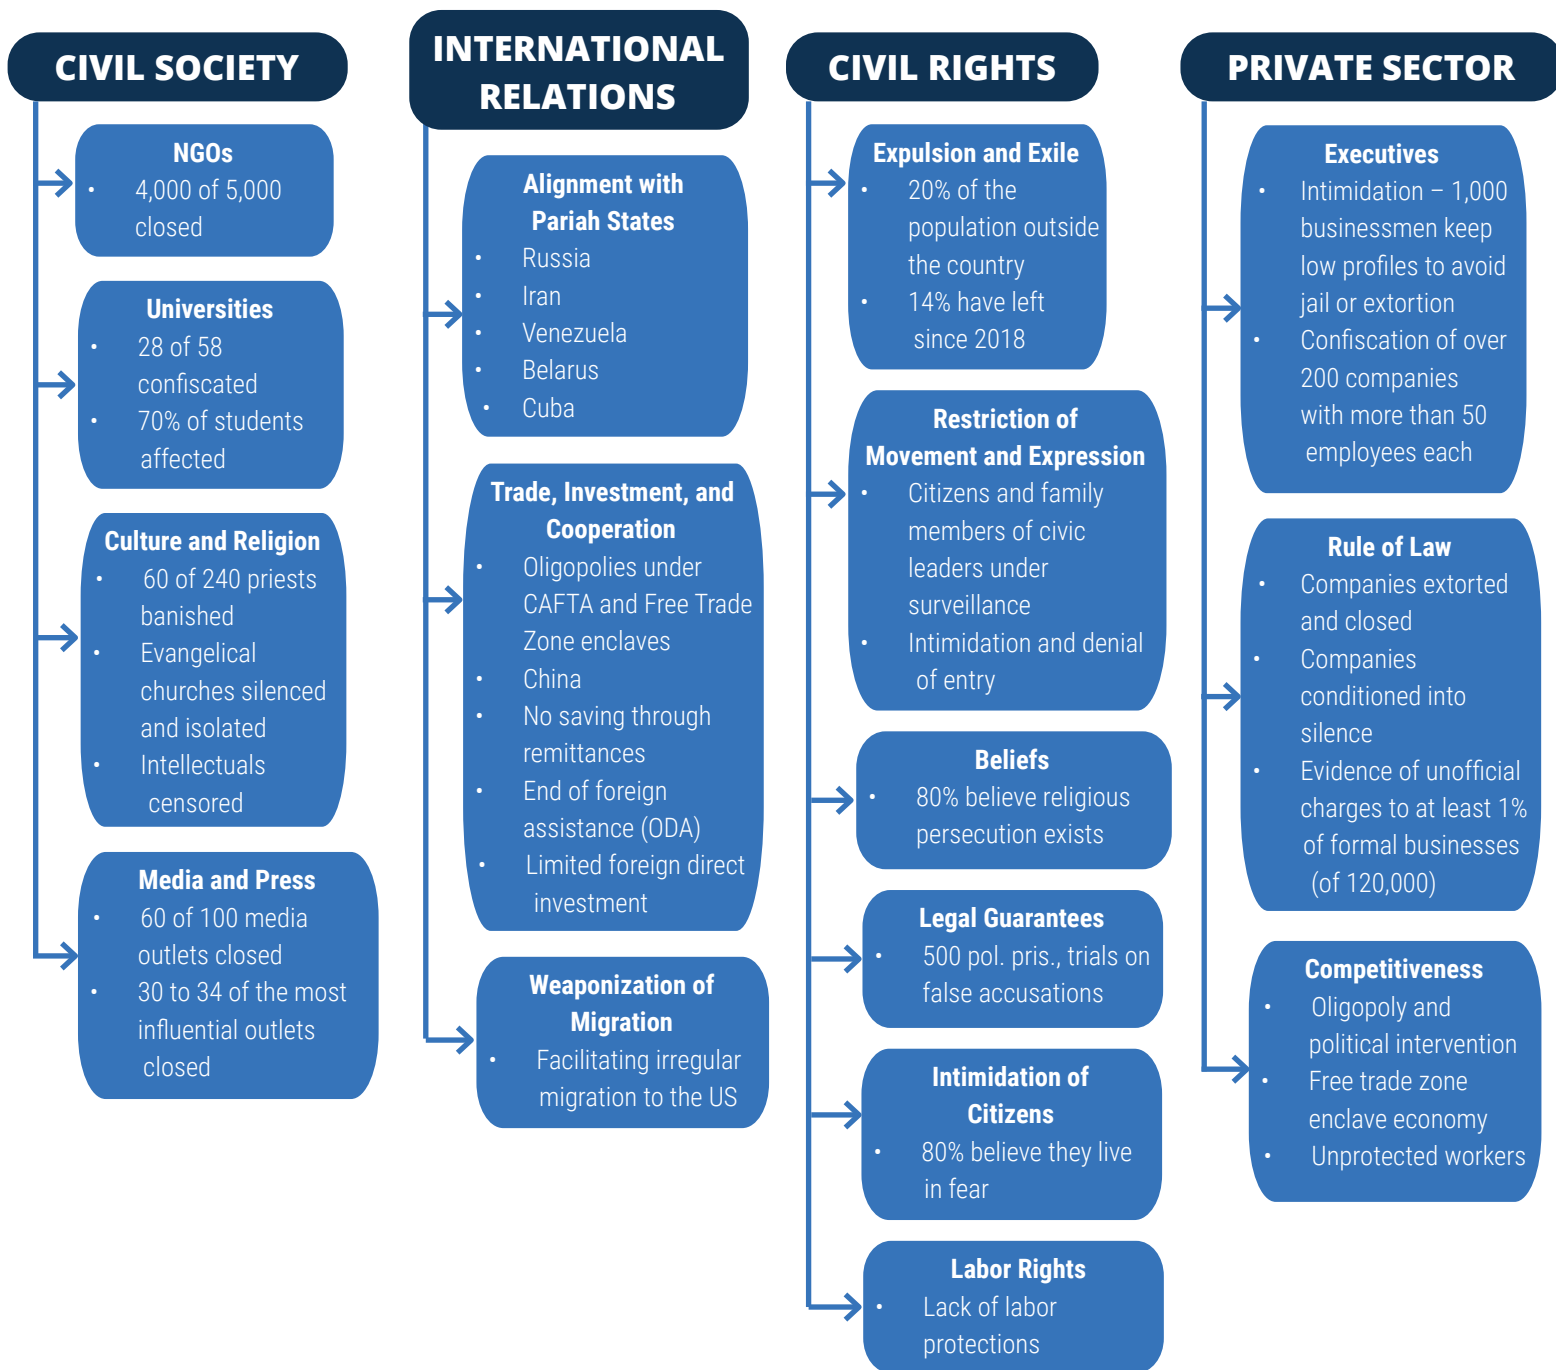 CIVIL SOCIETY
NGOs
• 4,000 of 5,000
closed
Universities
• 28 of 58
confiscated
• 70% of students
affected
Culture and Religion
• 60 of 240 priests
banished
• Evangelical
churches silenced
and isolated
• Intellectuals
censored
Media and Press
• 60 of 100 media
outlets closed
• 30 to 34 of the most
influential outlets
closed
INTERNATIONAL
RELATIONS
Alignment with
Pariah States
• Russia
• Iran
• Venezuela
• Belarus
• Cuba
Trade, Investment, and
Cooperation
• Oligopolies under
CAFTA and Free Trade
Zone enclaves
• China
• No saving through
remittances
• End of foreign
assistance (ODA)
• Limited foreign direct
investment
Weaponization of
Migration
• Facilitating irregular
migration to the US
CIVIL RIGHTS
Expulsion and Exile
• 20% of the
population outside
the country
• 14% have left
since 2018
Restriction of
Movement and Expression
• Citizens and family
members of civic
leaders under
surveillance
• Intimidation and denial
of entry
Beliefs
• 80% believe religious
persecution exists
Legal Guarantees
• 500 pol. pris., trials on
false accusations
Intimidation of
Citizens
• 80% believe they live
in fear
Labor Rights
• Lack of labor
protections
PRIVATE SECTOR
Executives
• Intimidation – 1,000
businessmen keep
low profiles to avoid
jail or extortion
• Confiscation of over
200 companies
with more than 50
employees each
Rule of Law
• Companies extorted
and closed
• Companies
conditioned into
silence
• Evidence of unofficial
charges to at least 1%
of formal businesses
(of 120,000)
Competitiveness
• Oligopoly and
political intervention
• Free trade zone
enclave economy
• Unprotected workers